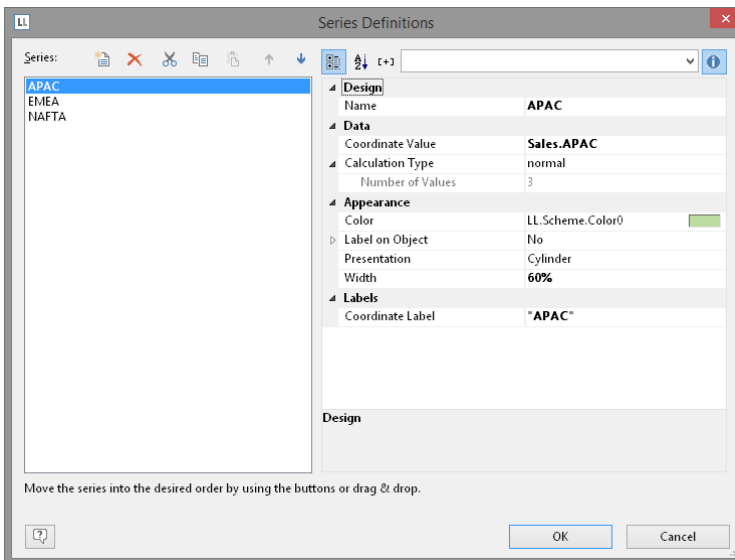 LL Series Definitions
Series:
APAC
EMEA
NAFTA
Design
Name APAC
Data
Coordinate Value Sales.APAC
Calculation Type normal
Number of Values 3
Appearance
Color LL.Scheme.Color0
Label on Object No
Presentation Cylinder
Width 60%
Labels
Coordinate Label "APAC"
Design
Move the series into the desired order by using the buttons or drag & drop.
OK Cancel